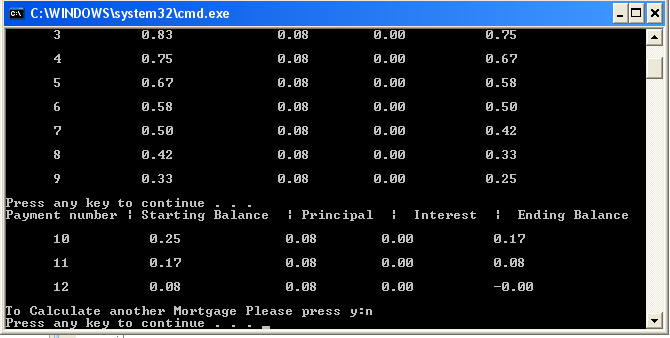 C:\WINDOWS\system32\cmd.exe
3 0.83 0.08 0.00 0.75
4 0.75 0.08 0.00 0.67
5 0.67 0.08 0.00 0.58
6 0.58 0.08 0.00 0.50
7 0.50 0.08 0.00 0.42
8 0.42 0.08 0.00 0.33
9 0.33 0.08 0.00 0.25
Press any key to continue . . .
Payment number | Starting Balance | Principal | Interest | Ending Balance
10 0.25 0.08 0.00 0.17
11 0.17 0.08 0.00 0.08
12 0.08 0.08 0.00 -0.00
To Calculate another Mortgage Please press y:n
Press any key to continue . . . _